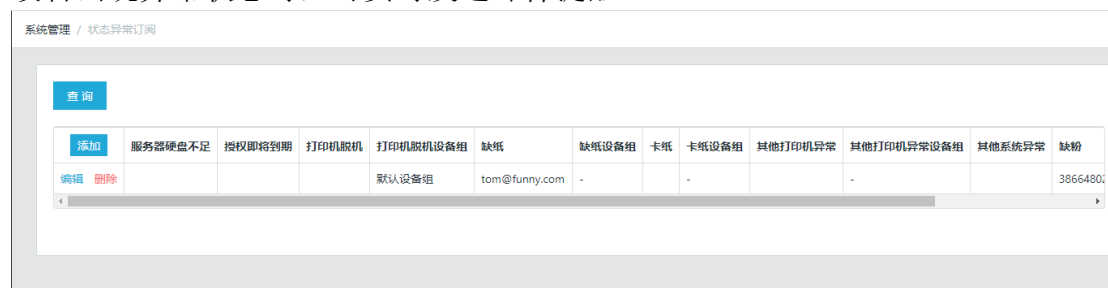 系统管理 / 状态异常订阅
查询
添加 服务器硬盘不足 授权即将到期 打印机脱机 打印机脱机设备组 缺纸 缺纸设备组 卡纸 卡纸设备组 其他打印机异常 其他打印机异常设备组 其他系统异常 缺粉
编辑 删除 默认设备组 tom@funny.com - - - 3866480